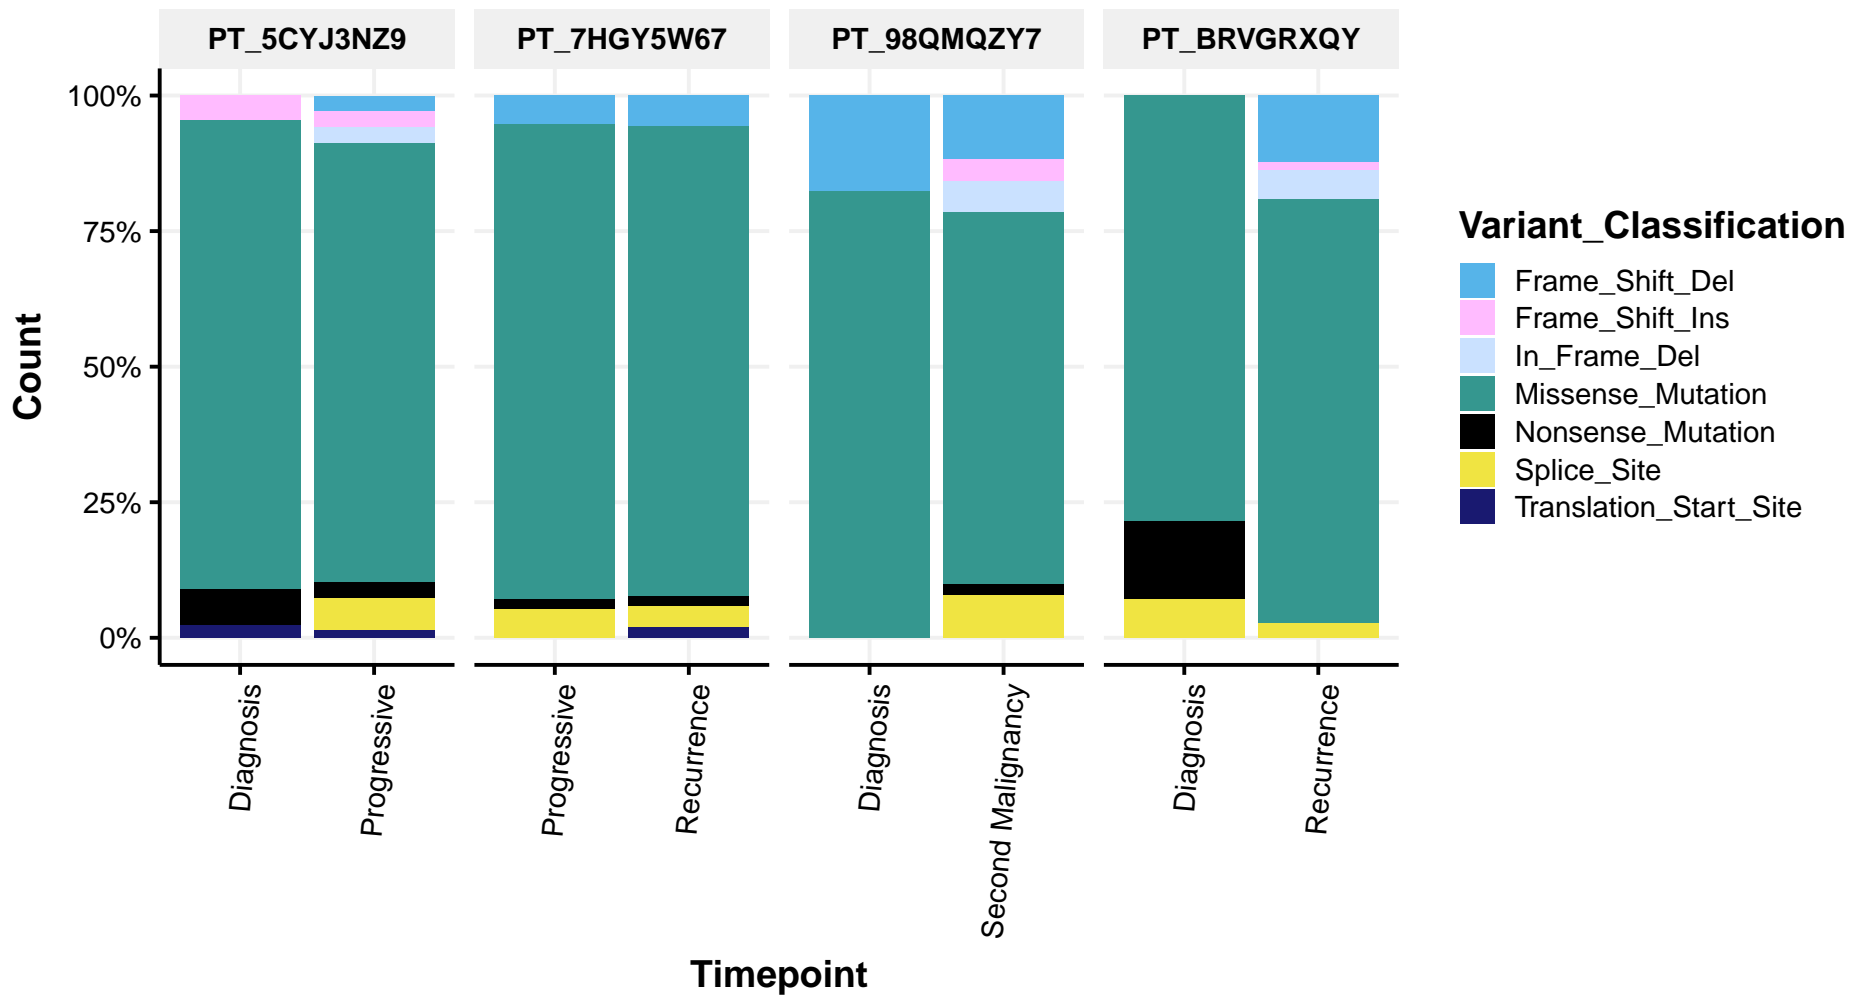 PT_5CYJ3NZ9
PT_7HGY5W67
PT_98QMQZY7
PT_BRVGRXQY
100%
75%
50%
25%
0%
Count
Diagnosis
Progressive
Progressive
Recurrence
Diagnosis
Second Malignancy
Diagnosis
Recurrence
Timepoint
Variant_Classification
Frame_Shift_Del
Frame_Shift_Ins
In_Frame_Del
Missense_Mutation
Nonsense_Mutation
Splice_Site
Translation_Start_Site